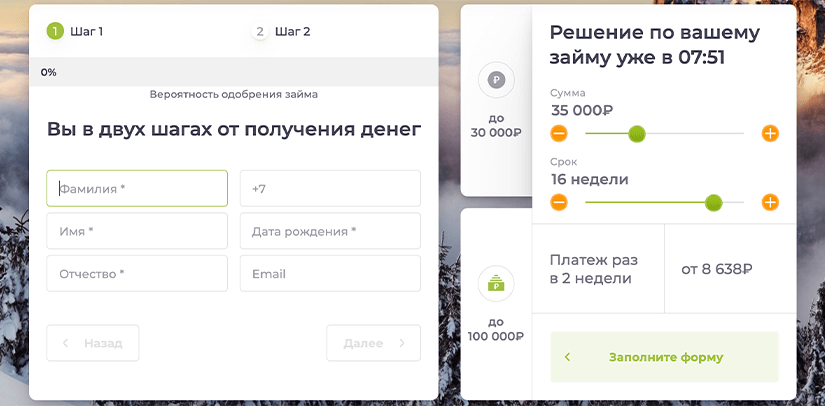 1 Шаг 1
2 Шаг 2
0%
Вероятность одобрения займа
Вы в двух шагах от получения денег
Фамилия *
+7
Имя *
Дата рождения *
Отчество *
Email
Назад
Далее
₽
до
30 000₽
₽
до
100 000₽
Решение по вашему
займу уже в 07:51
Сумма
35 000₽
Срок
16 недели
Платеж раз
в 2 недели
от 8 638₽
Заполните форму